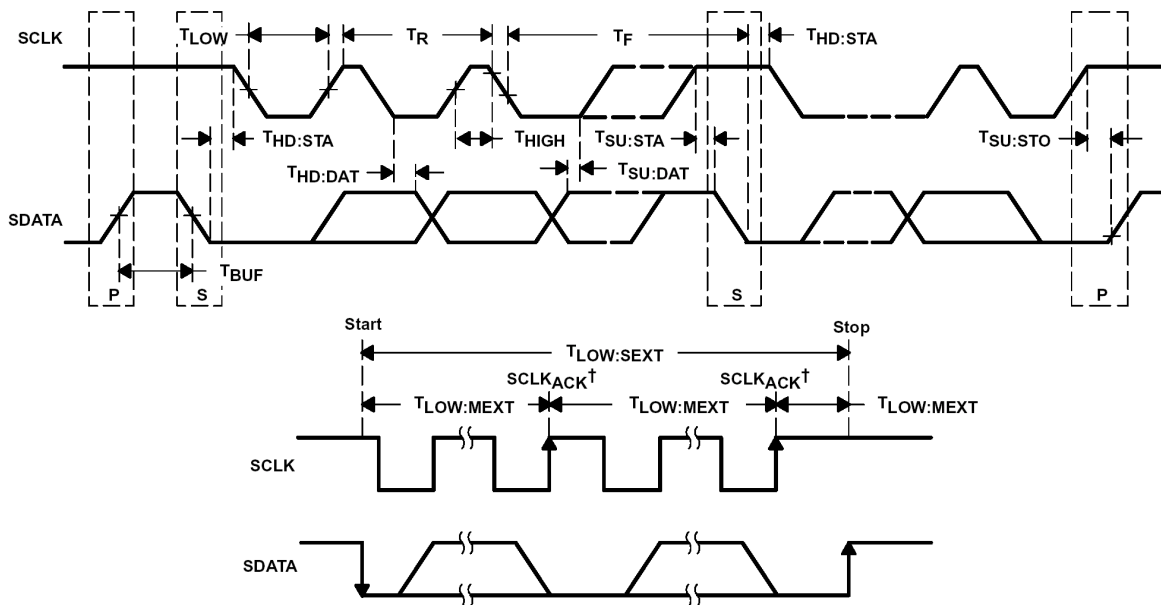 SCLK
TLOW
TR
TF
THD:STA
THD:STA
THIGH
TSU:STA
TSU:STO
THD:DAT
TSU:DAT
SDATA
TBUF
P
S
S
P
Start
Stop
TLOW:SEXT
SCLKACK†
SCLKACK†
TLOW:MEXT
TLOW:MEXT
TLOW:MEXT
SCLK
SDATA